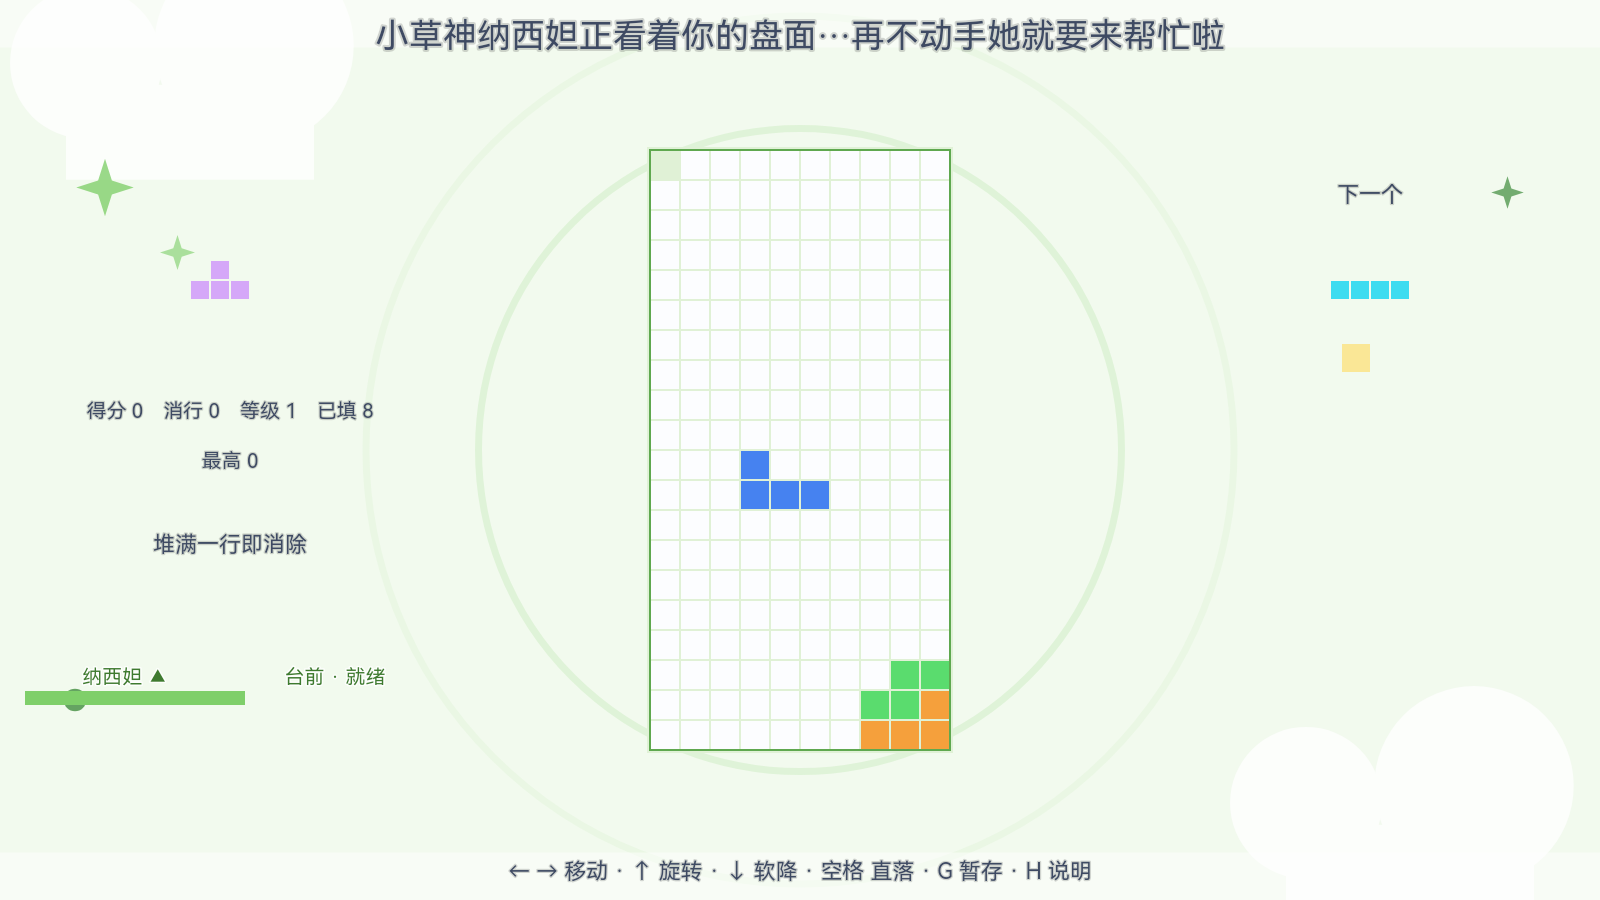 小草神纳西妲正看着你的盘面…再不动手她就要来帮忙啦
下一个
得分 0 消行 0 等级 1 已填 8
最高 0
堆满一行即消除
纳西妲 ▲
台前 · 就绪
←→ 移动 · ↑ 旋转 · ↓ 软降 · 空格 直落 · G 暂存 · H 说明